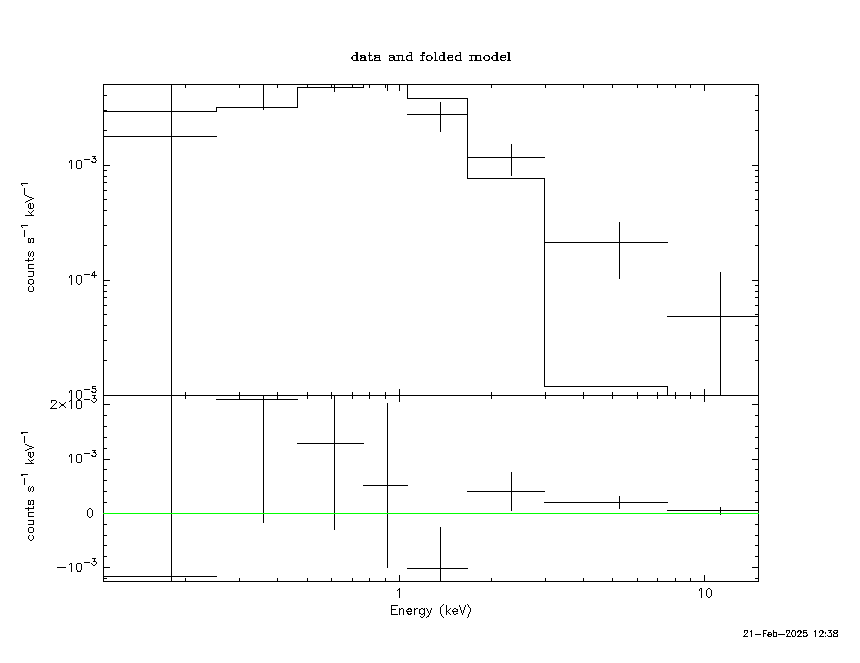 data and folded model
counts s⁻¹ keV⁻¹
10⁻³
10⁻⁴
10⁻⁵
counts s⁻¹ keV⁻¹
2×10⁻³
10⁻³
0
−10⁻³
1 10
Energy (keV)
21−Feb−2025 12:38